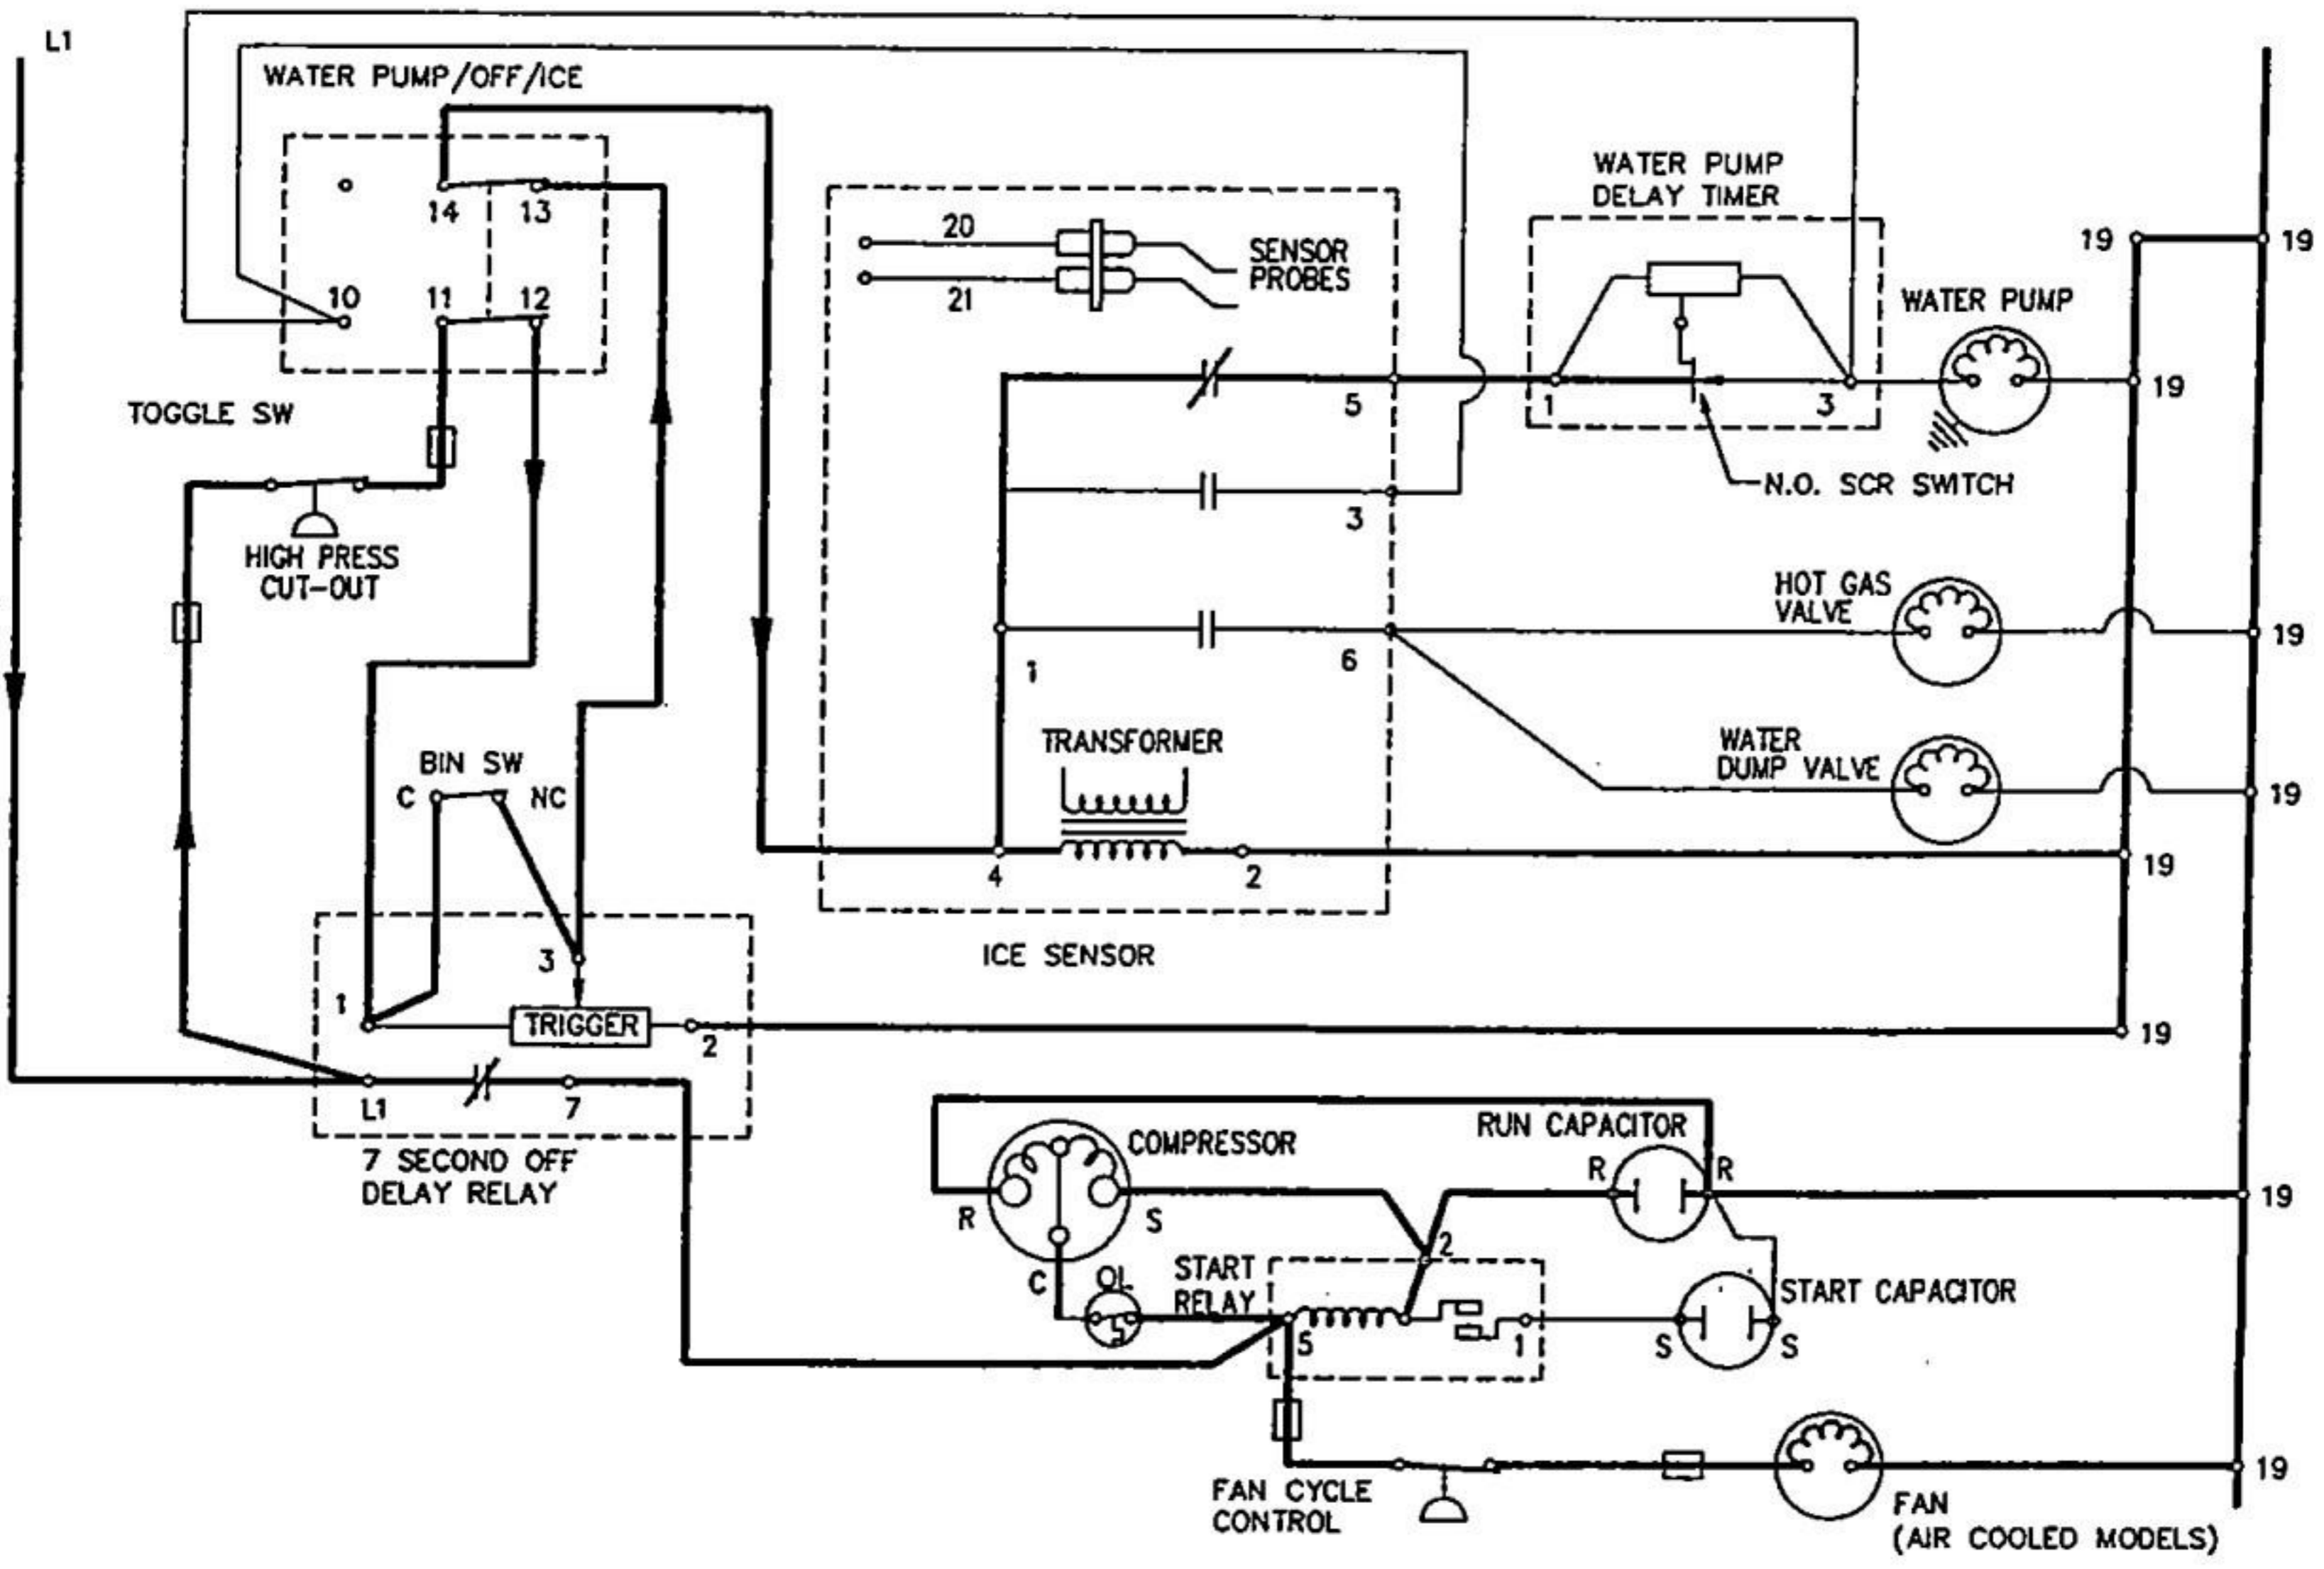 L1
WATER PUMP/OFF/ICE
14
13
10
11
12
TOGGLE SW
HIGH PRESS
CUT-OUT
20
21
SENSOR
PROBES
WATER PUMP
DELAY TIMER
1
3
N.O. SCR SWITCH
WATER PUMP
19
19
19
5
3
6
1
HOT GAS
VALVE
19
WATER
DUMP VALVE
19
TRANSFORMER
4
2
19
ICE SENSOR
BIN SW
C
NC
3
1
TRIGGER
2
19
L1
7
7 SECOND OFF
DELAY RELAY
COMPRESSOR
R
S
C
OL
START
RELAY
RUN CAPACITOR
R
R
19
2
5
1
START CAPACITOR
S
S
FAN CYCLE
CONTROL
19
FAN
(AIR COOLED MODELS)